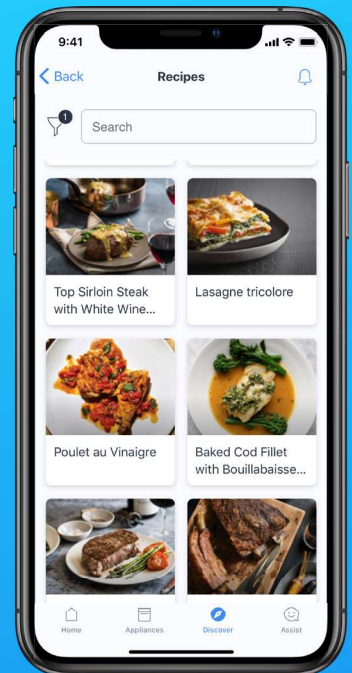 9:41
Back
Recipes
1
Search
Top Sirloin Steak
with White Wine...
Lasagne tricolore
Poulet au Vinaigre
Baked Cod Fillet
with Bouillabaisse...
Home
Appliances
Discover
Assist